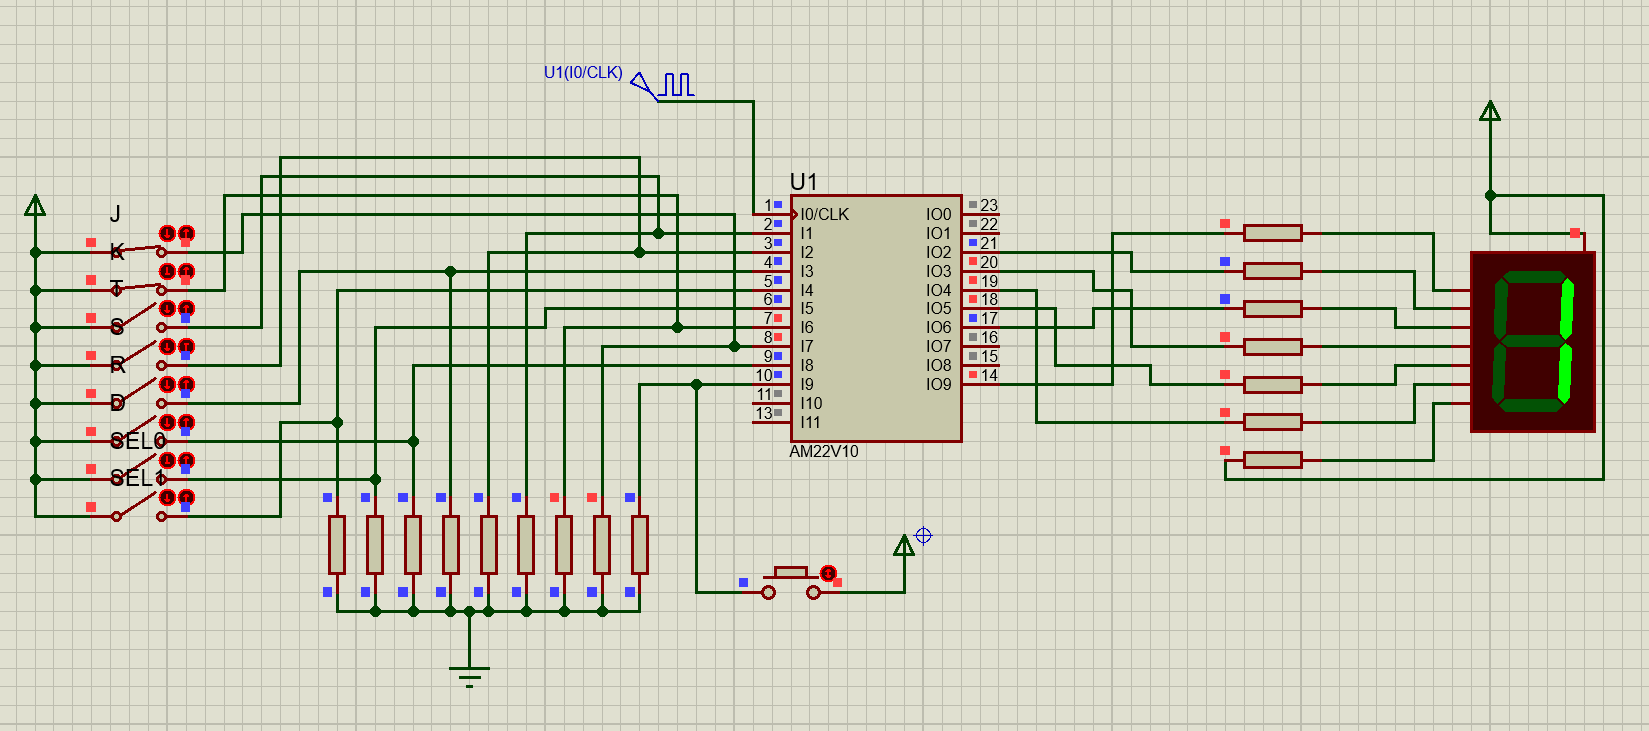 U1(I0/CLK)
U1
J
K
T
S
R
D
SEL0
SEL1
1 I0/CLK IO0 23
2 I1 IO1 22
3 I2 IO2 21
4 I3 IO3 20
5 I4 IO4 19
6 I5 IO5 18
7 I6 IO6 17
8 I7 IO7 16
9 I8 IO8 15
10 I9 IO9 14
11 I10
13 I11
AM22V10